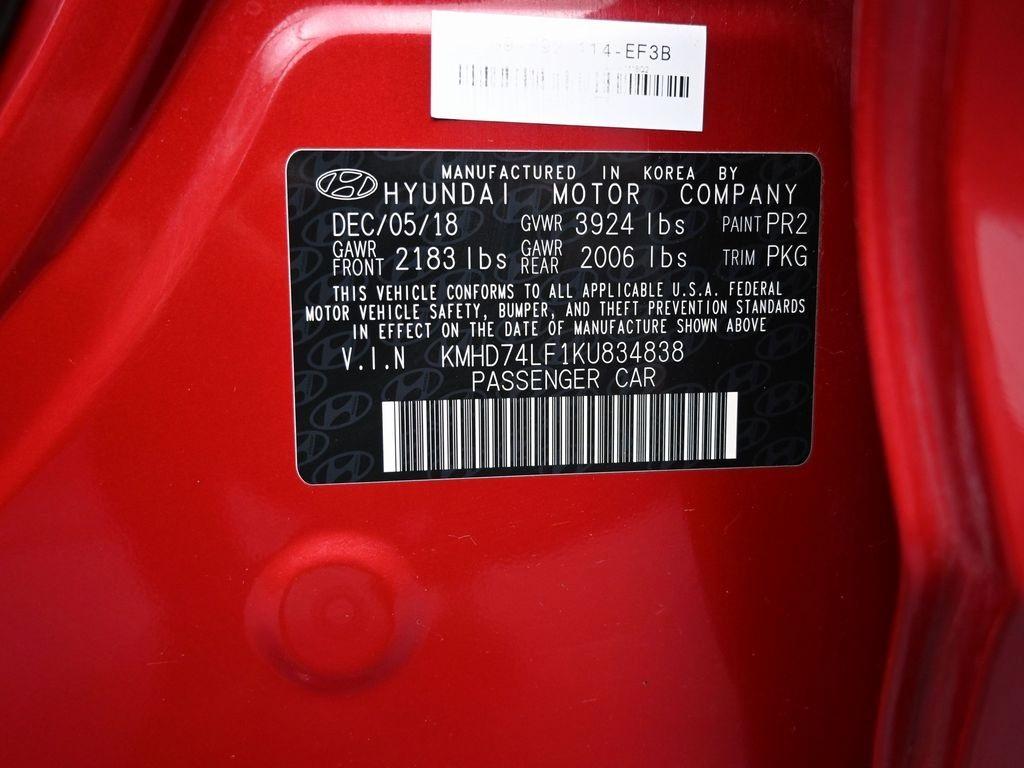 114-EF3B
MANUFACTURED IN KOREA BY
HYUNDAI MOTOR COMPANY
DEC/05/18 GVWR 3924 lbs PAINT PR2
GAWR FRONT 2183 lbs GAWR REAR 2006 lbs TRIM PKG
THIS VEHICLE CONFORMS TO ALL APPLICABLE U.S.A. FEDERAL
MOTOR VEHICLE SAFETY, BUMPER, AND THEFT PREVENTION STANDARDS
IN EFFECT ON THE DATE OF MANUFACTURE SHOWN ABOVE
V.I.N KMHD74LF1KU834838
PASSENGER CAR